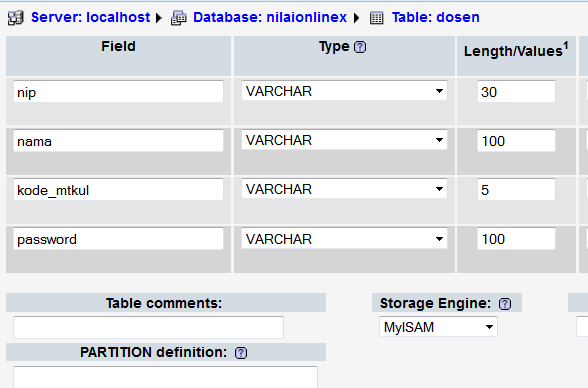 Server: localhost ▸ Database: nilaionlinex ▸ Table: dosen
Field Type Length/Values1
nip VARCHAR 30
nama VARCHAR 100
kode_mtkul VARCHAR 5
password VARCHAR 100
Table comments: Storage Engine:
MyISAM
PARTITION definition: